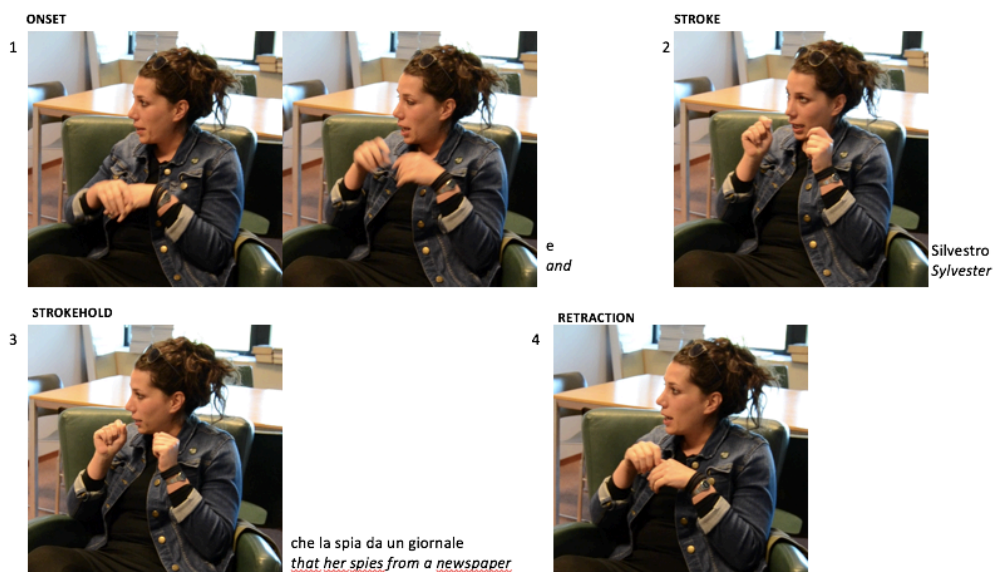 ONSET
1
e
and
STROKE
2
Silvestro
Sylvester
STROKEHOLD
3
che la spia da un giornale
that her spies from a newspaper
RETRACTION
4